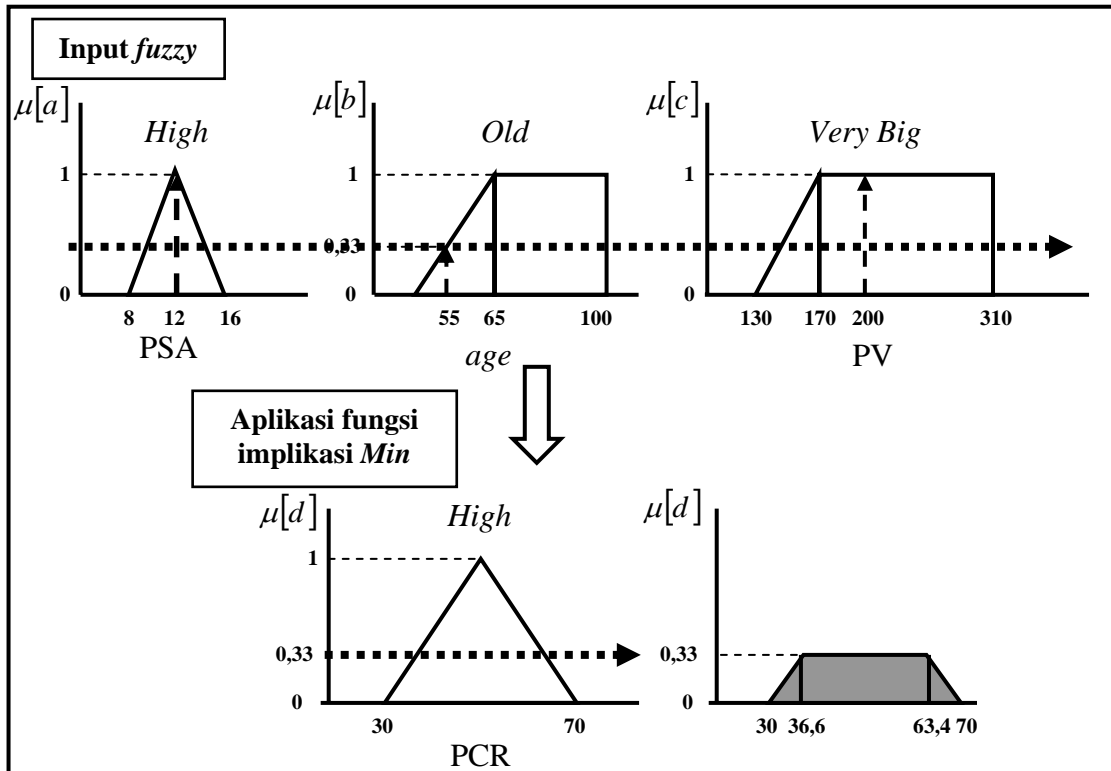 Input fuzzy
μ[a]
μ[b]
μ[c]
High
Old
Very Big
1
1
1
0,33
0
0
0
8 12 16
55 65 100
130 170 200 310
PSA
age
PV
Aplikasi fungsi
implikasi Min
μ[d]
High
μ[d]
1
0,33
0,33
0
0
30 70
30 36,6 63,4 70
PCR